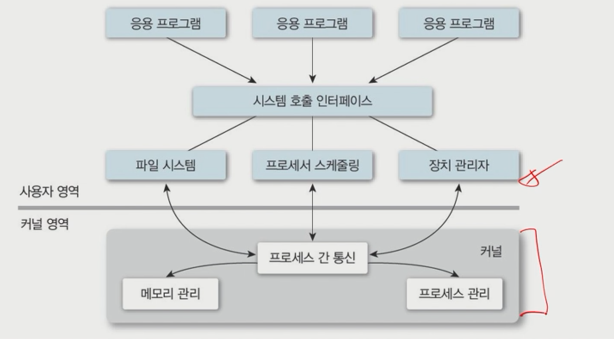 응용 프로그램
응용 프로그램
응용 프로그램
시스템 호출 인터페이스
파일 시스템
프로세서 스케줄링
장치 관리자
사용자 영역
커널 영역
커널
프로세스 간 통신
메모리 관리
프로세스 관리